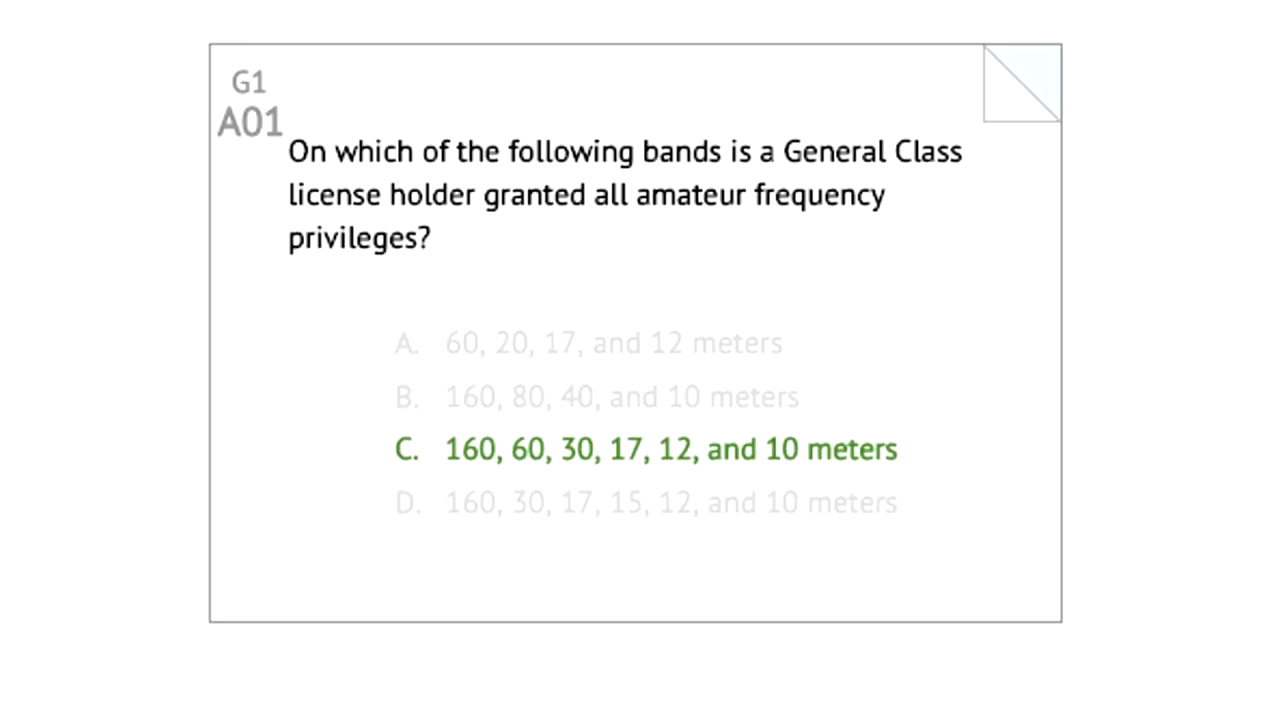 G1
A01
On which of the following bands is a General Class
license holder granted all amateur frequency
privileges?
A. 60, 20, 17, and 12 meters
B. 160, 80, 40, and 10 meters
C. 160, 60, 30, 17, 12, and 10 meters
D. 160, 30, 17, 15, 12, and 10 meters